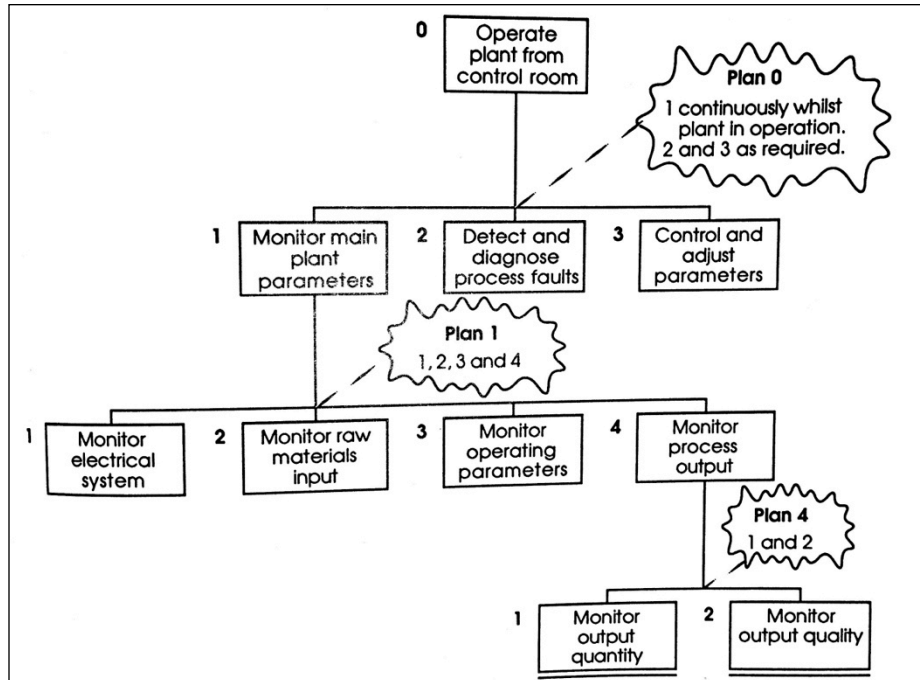 0
Operate
plant from
control room
Plan 0
1 continuously whilst
plant in operation.
2 and 3 as required.
1
Monitor main
plant
parameters
2
Detect and
diagnose
process faults
3
Control and
adjust
parameters
Plan 1
1, 2, 3 and 4
1
Monitor
electrical
system
2
Monitor raw
materials
input
3
Monitor
operating
parameters
4
Monitor
process
output
Plan 4
1 and 2
1
Monitor
output
quantity
2
Monitor
output quality